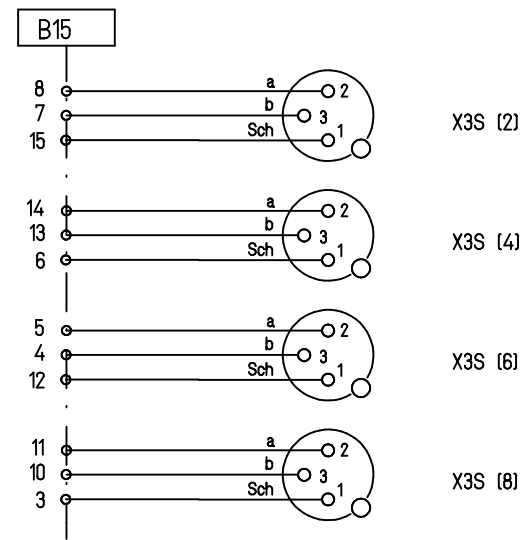 B15
8 a 2
7 b 3 X3S (2)
15 Sch 1
14 a 2
13 b 3 X3S (4)
6 Sch 1
5 a 2
4 b 3 X3S (6)
12 Sch 1
11 a 2
10 b 3 X3S (8)
3 Sch 1